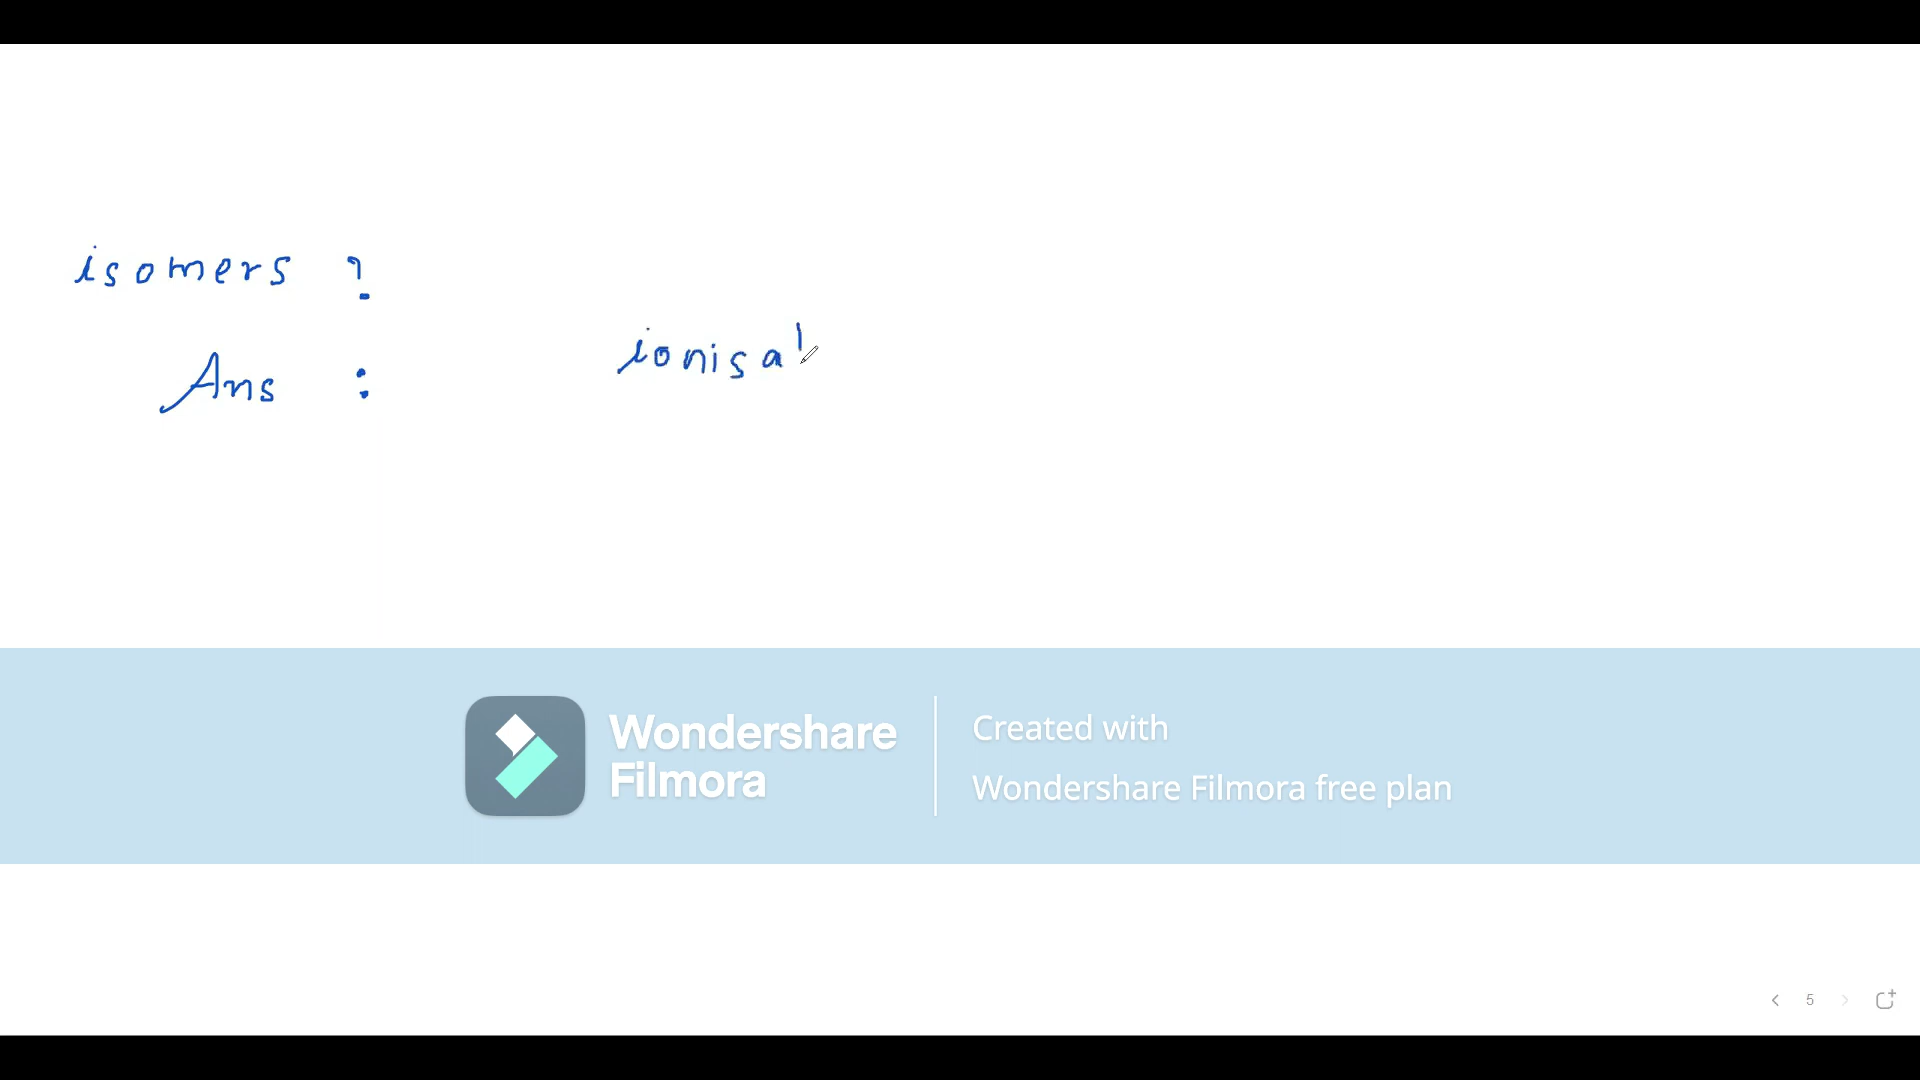 isomers ?
Ans :
ionisa
Wondershare
Filmora
Created with
Wondershare Filmora free plan
5